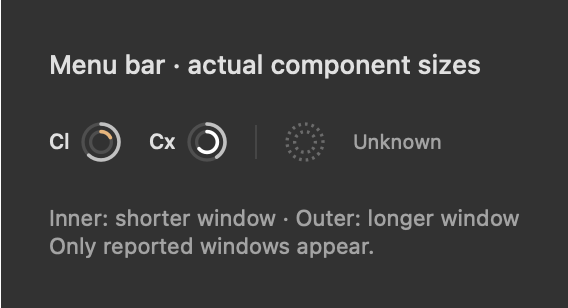 Menu bar · actual component sizes
Cl Cx Unknown
Inner: shorter window · Outer: longer window
Only reported windows appear.